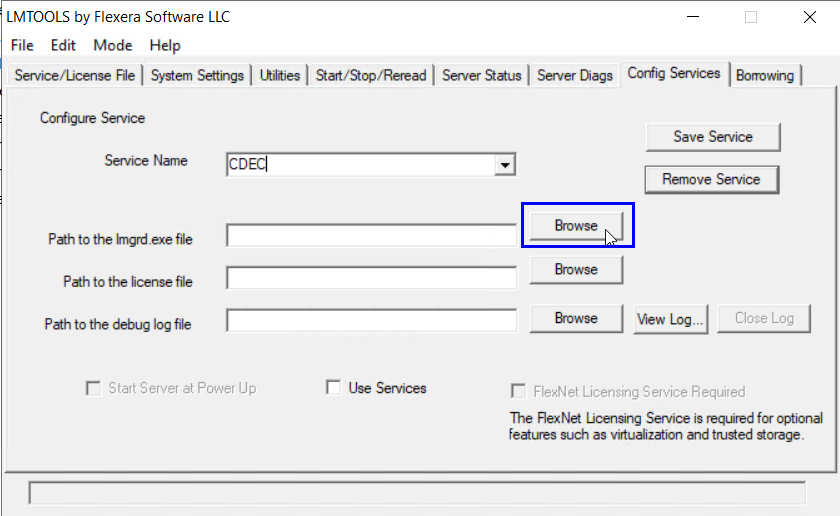 LMTOOLS by Flexera Software LLC
File Edit Mode Help
Service/License File System Settings Utilities Start/Stop/Reread Server Status Server Diags Config Services Borrowing
Configure Service
Save Service
Service Name CDEC
Remove Service
Path to the lmgrd.exe file Browse
Path to the license file Browse
Path to the debug log file Browse View Log... Close Log
Start Server at Power Up Use Services FlexNet Licensing Service Required
The FlexNet Licensing Service is required for optional
features such as virtualization and trusted storage.